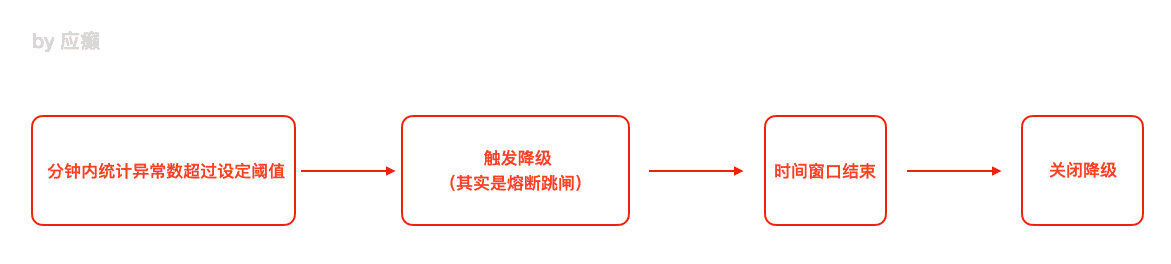 by 应癫
分钟内统计异常数超过设定阈值
触发降级
（其实是熔断跳闸）
时间窗口结束
关闭降级